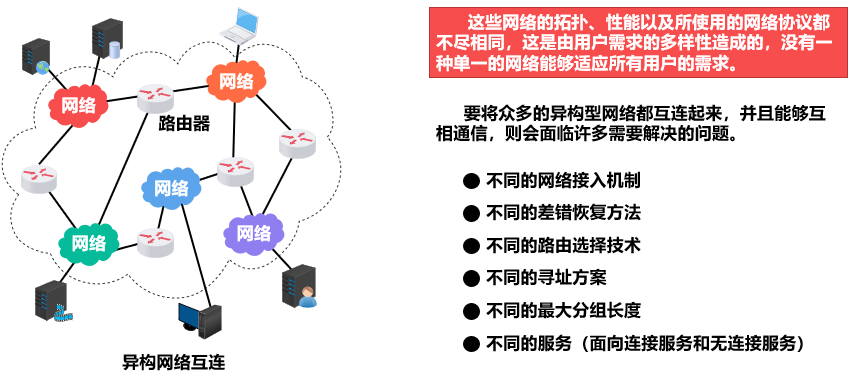 网络
网络
路由器
网络
网络
网络
异构网络互连
这些网络的拓扑、性能以及所使用的网络协议都
不尽相同，这是由用户需求的多样性造成的，没有一
种单一的网络能够适应所有用户的需求。
要将众多的异构型网络都互连起来，并且能够互
相通信，则会面临许多需要解决的问题。
● 不同的网络接入机制
● 不同的差错恢复方法
● 不同的路由选择技术
● 不同的寻址方案
● 不同的最大分组长度
● 不同的服务（面向连接服务和无连接服务）